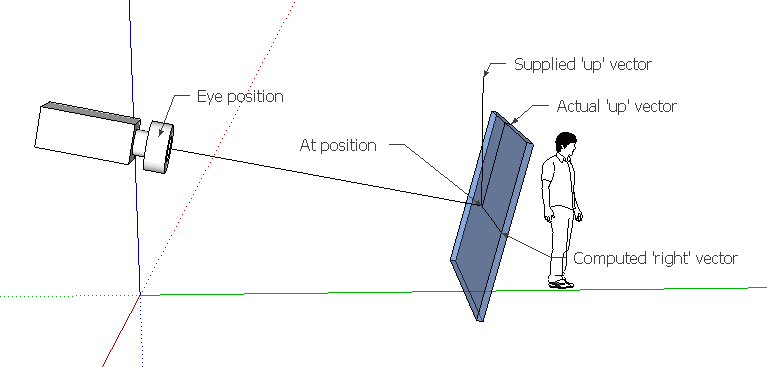 Supplied 'up' vector
Eye position
Actual 'up' vector
At position
Computed 'right' vector